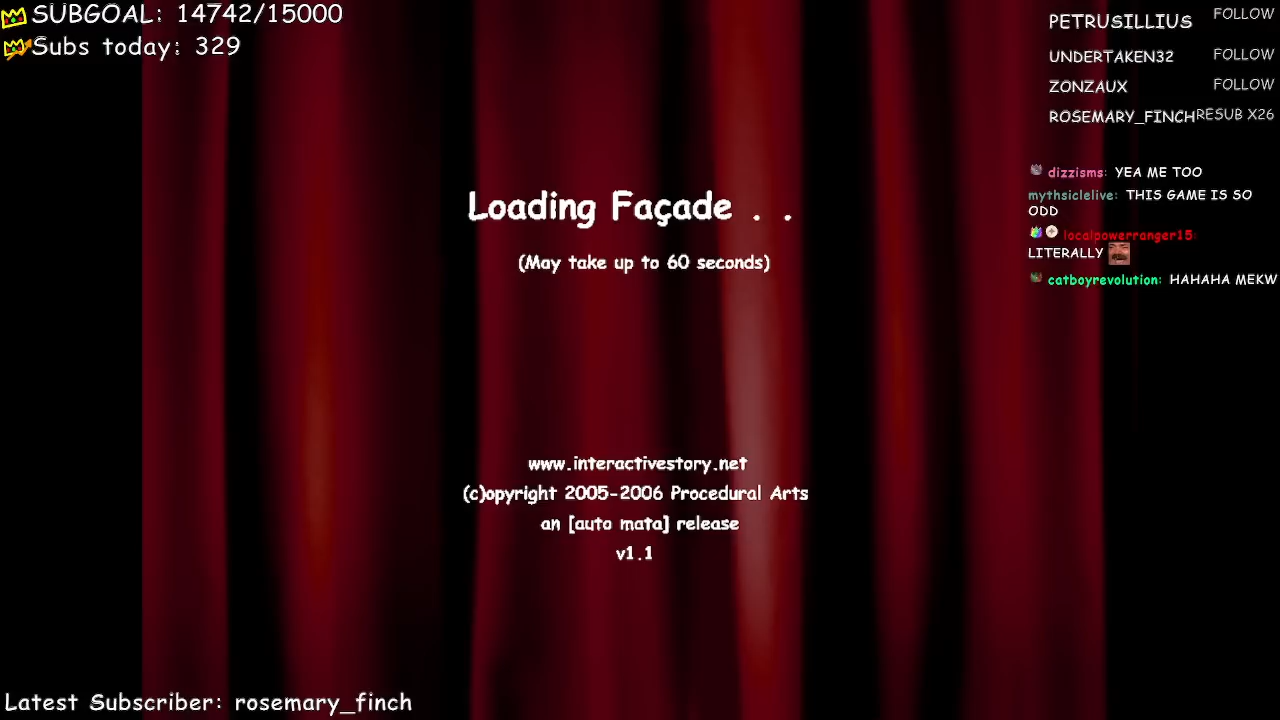 SUBGOAL: 14742/15000
Subs today: 329
PETRUSILLIUS FOLLOW
UNDERTAKEN32 FOLLOW
ZONZAUX FOLLOW
ROSEMARY_FINCH RESUB X26
dizzisms: YEA ME TOO
mythsiclelive: THIS GAME IS SO
ODD
localpowerranger15:
LITERALLY
catboyrevolution: HAHAHA MEKW
Loading Façade . .
(May take up to 60 seconds)
www.interactivestory.net
(c)opyright 2005-2006 Procedural Arts
an [auto mata] release
v1.1
Latest Subscriber: rosemary_finch